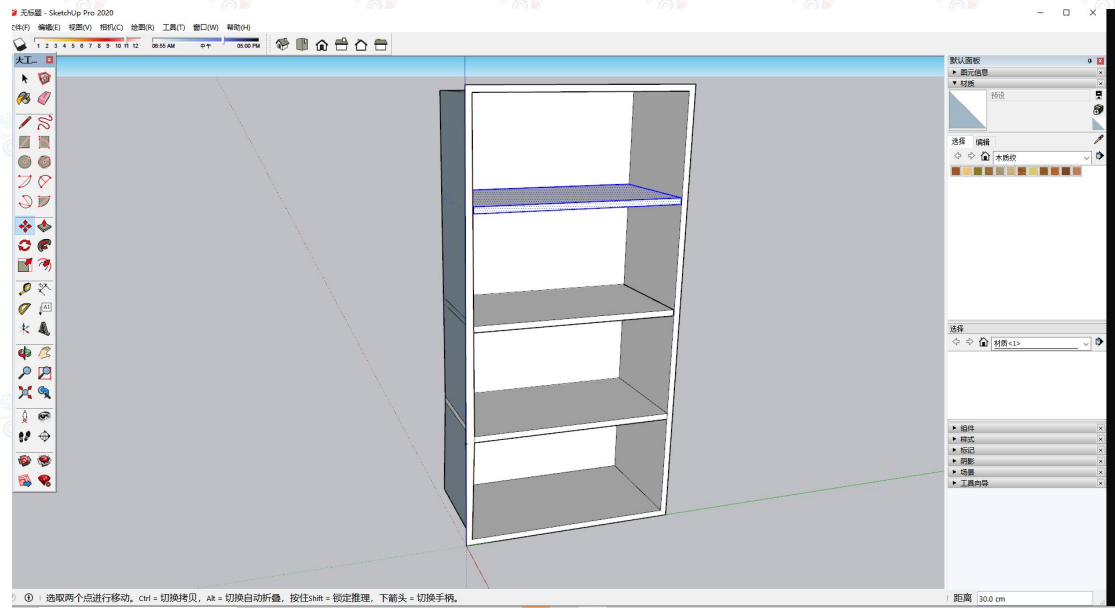 无标题 - SketchUp Pro 2020
文件(F) 编辑(E) 视图(V) 相机(C) 绘图(R) 工具(T) 窗口(W) 帮助(H)
1 2 3 4 5 6 7 8 9 10 11 12 06:55 AM 中午 05:00 PM
大工...
默认面板
图元信息
材质
预设
选择 编辑
木质纹
A1
选择
材质<1>
组件
样式
标记
阴影
场景
工具向导
选取两个点进行移动。Ctrl = 切换拷贝，Alt = 切换自动折叠，按住Shift = 锁定推理，下箭头 = 切换手柄。
距离 30.0 cm